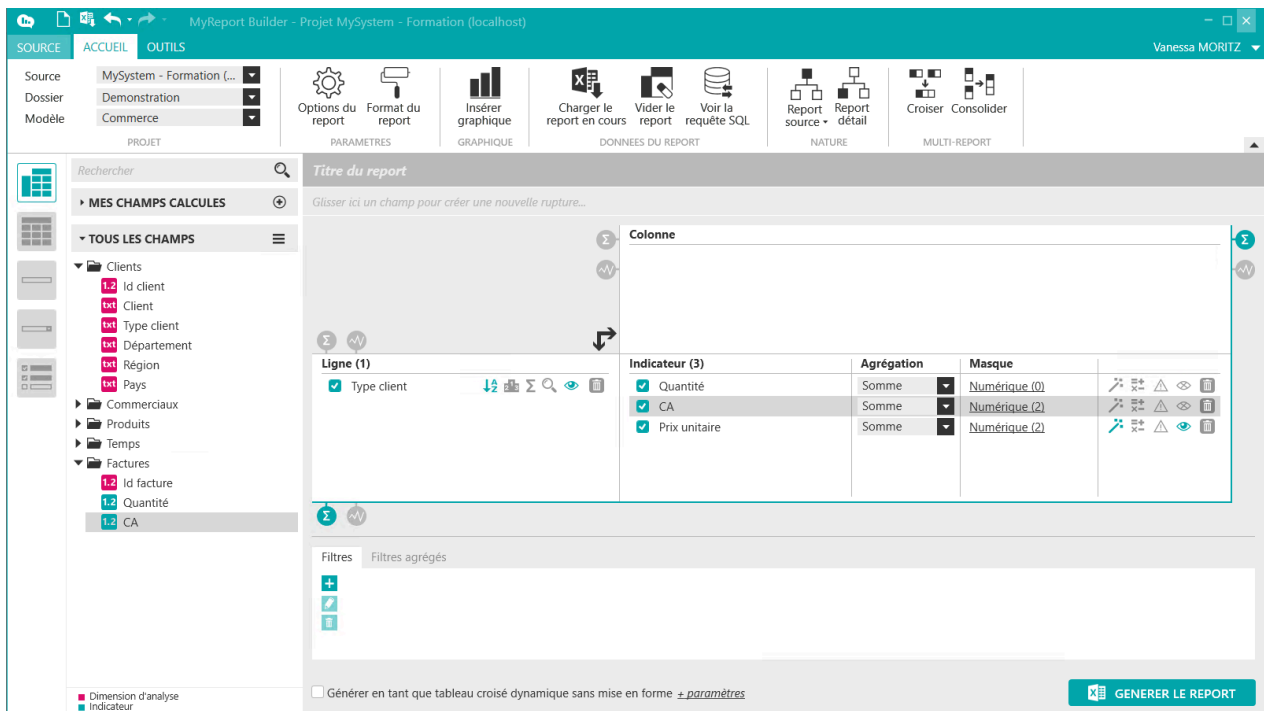 MyReport Builder - Projet MySystem - Formation (localhost)
SOURCE ACCUEIL OUTILS Vanessa MORITZ
Source MySystem - Formation (...
Dossier Demonstration
Modèle Commerce
PROJET
Options du report
Format du report
PARAMETRES
Insérer graphique
GRAPHIQUE
Charger le report en cours
Vider le report
Voir la requête SQL
DONNEES DU REPORT
Report source
Report détail
NATURE
Croiser Consolider
MULTI-REPORT
Rechercher
MES CHAMPS CALCULES
TOUS LES CHAMPS
Clients
1.2 Id client
txt Client
txt Type client
txt Département
txt Région
txt Pays
Commerciaux
Produits
Temps
Factures
1.2 Id facture
1.2 Quantité
1.2 CA
Dimension d'analyse
Indicateur
Titre du report
Glisser ici un champ pour créer une nouvelle rupture...
Σ Colonne Σ
Σ
Ligne (1)
Type client A Z Σ
Indicateur (3) Agrégation Masque
Quantité Somme Numérique (0)
CA Somme Numérique (2)
Prix unitaire Somme Numérique (2)
Σ
Filtres Filtres agrégés
Générer en tant que tableau croisé dynamique sans mise en forme + paramètres
GENERER LE REPORT